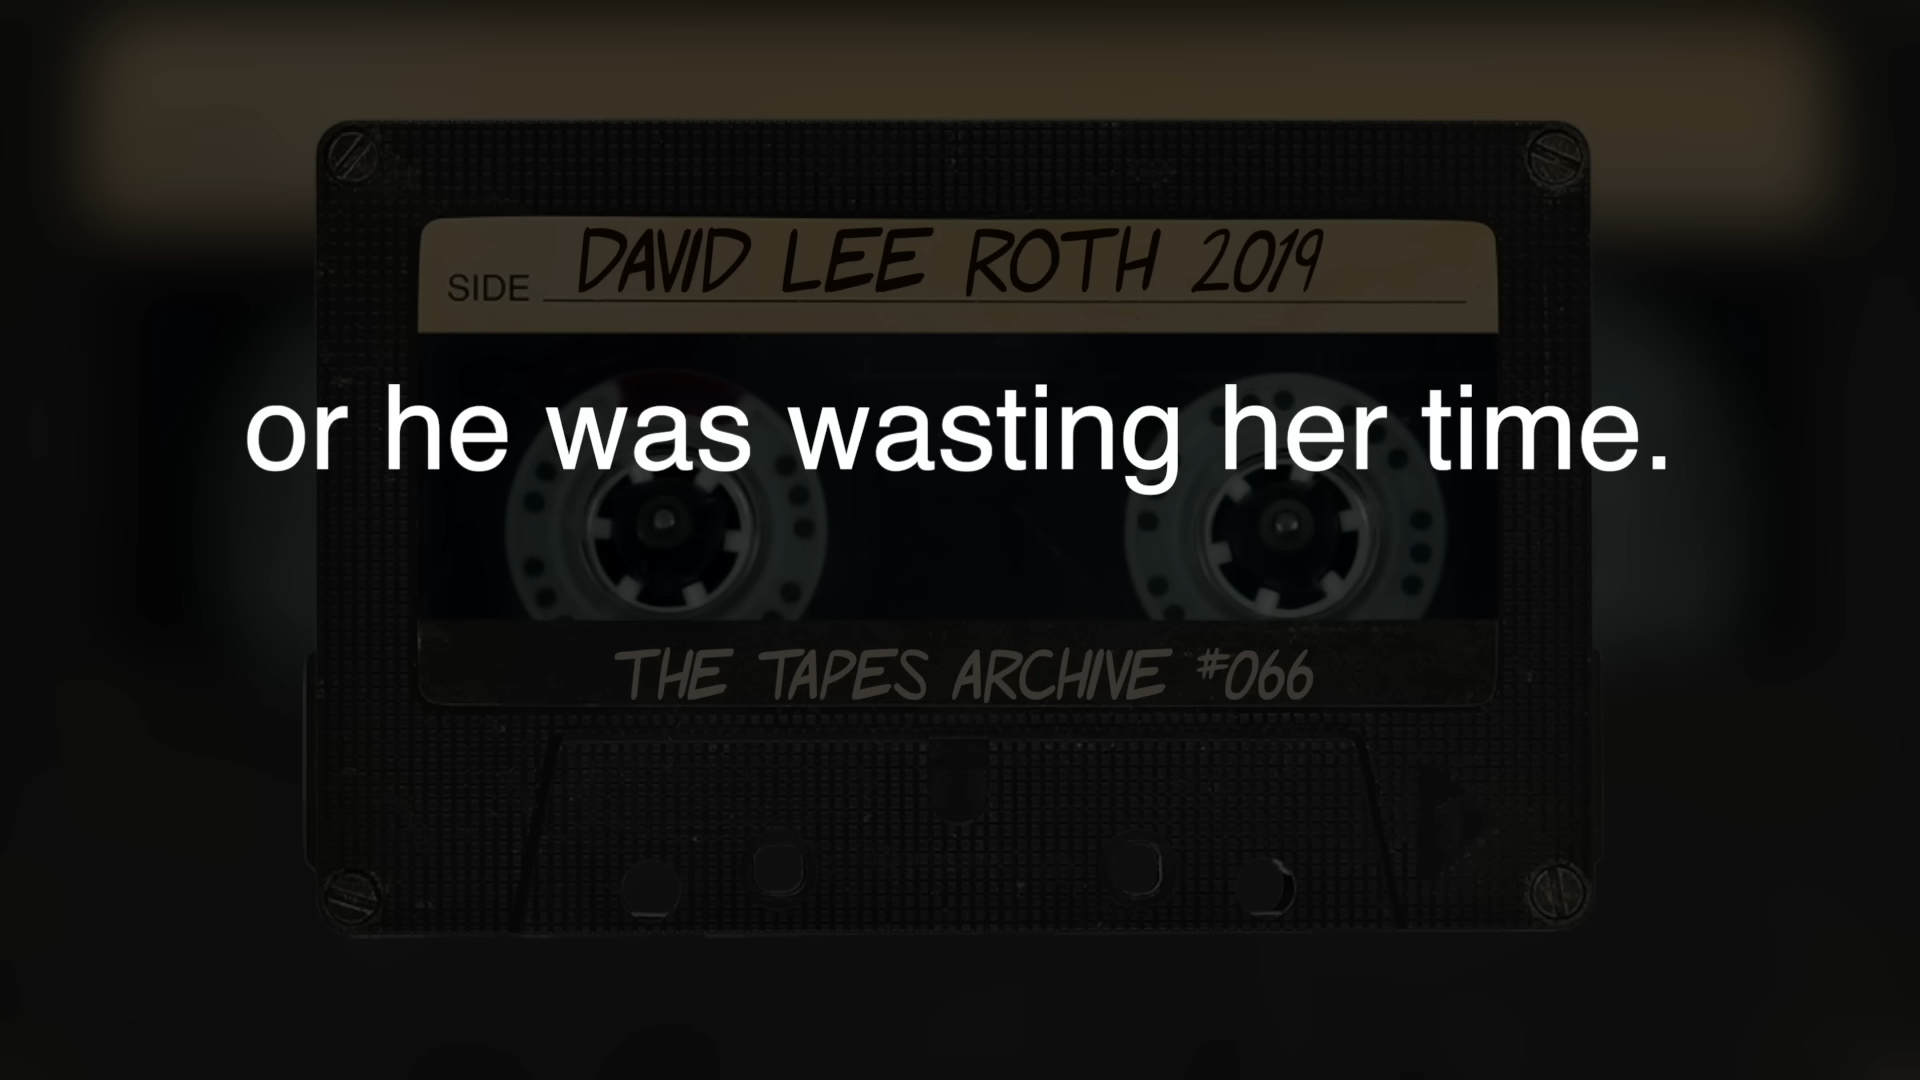 DAVID LEE ROTH 2019
SIDE
or he was wasting her time.
THE TAPES ARCHIVE #066